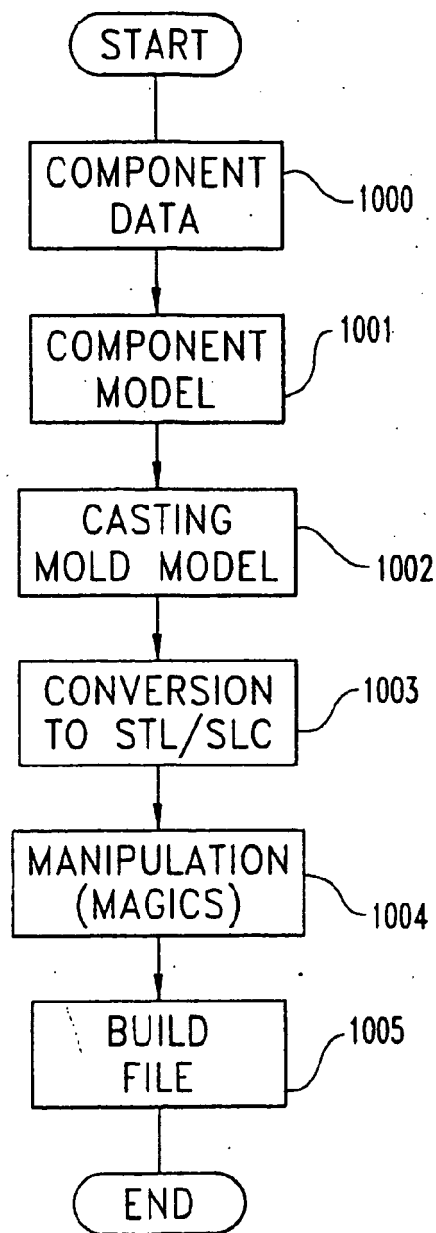 START
COMPONENT
DATA
1000
COMPONENT
MODEL
1001
CASTING
MOLD MODEL
1002
CONVERSION
TO STL/SLC
1003
MANIPULATION
(MAGICS)
1004
BUILD
FILE
1005
END